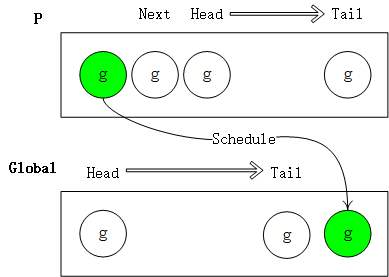 P Next Head Tail
g g g g
Schedule
Global Head Tail
g g g